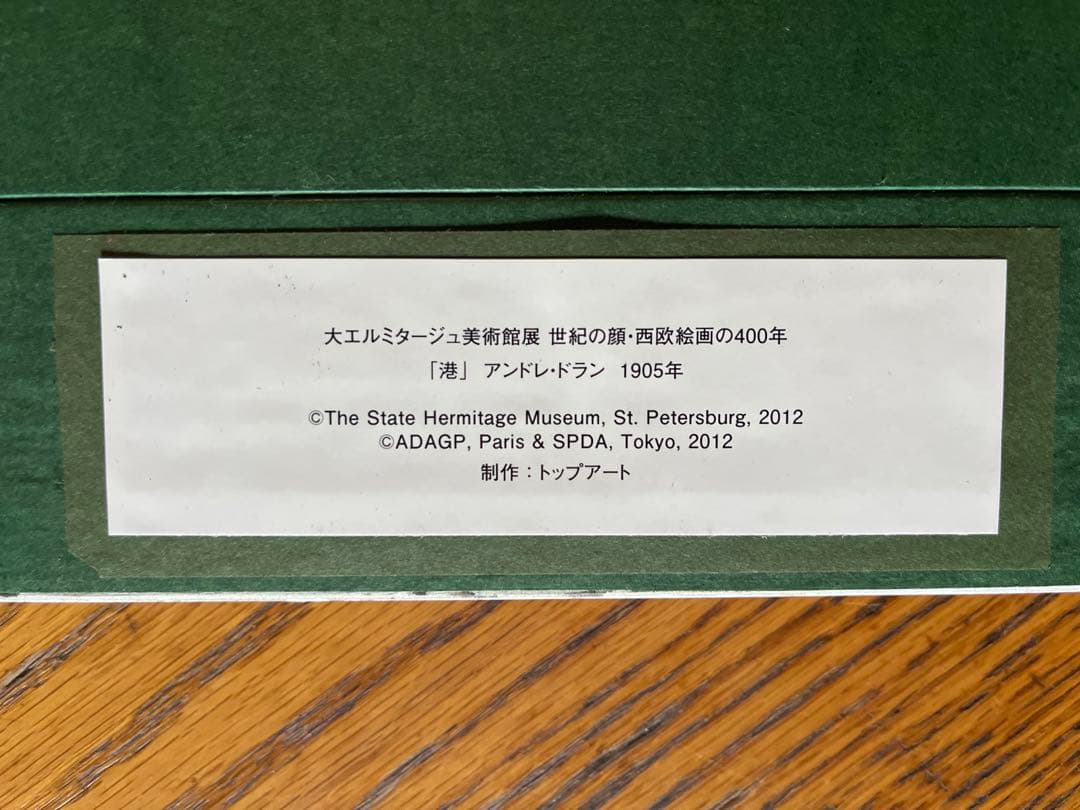 大エルミタージュ美術館展 世紀の顔・西欧絵画の400年
「港」 アンドレ・ドラン 1905年
©The State Hermitage Museum, St. Petersburg, 2012
©ADAGP, Paris & SPDA, Tokyo, 2012
制作：トップアート